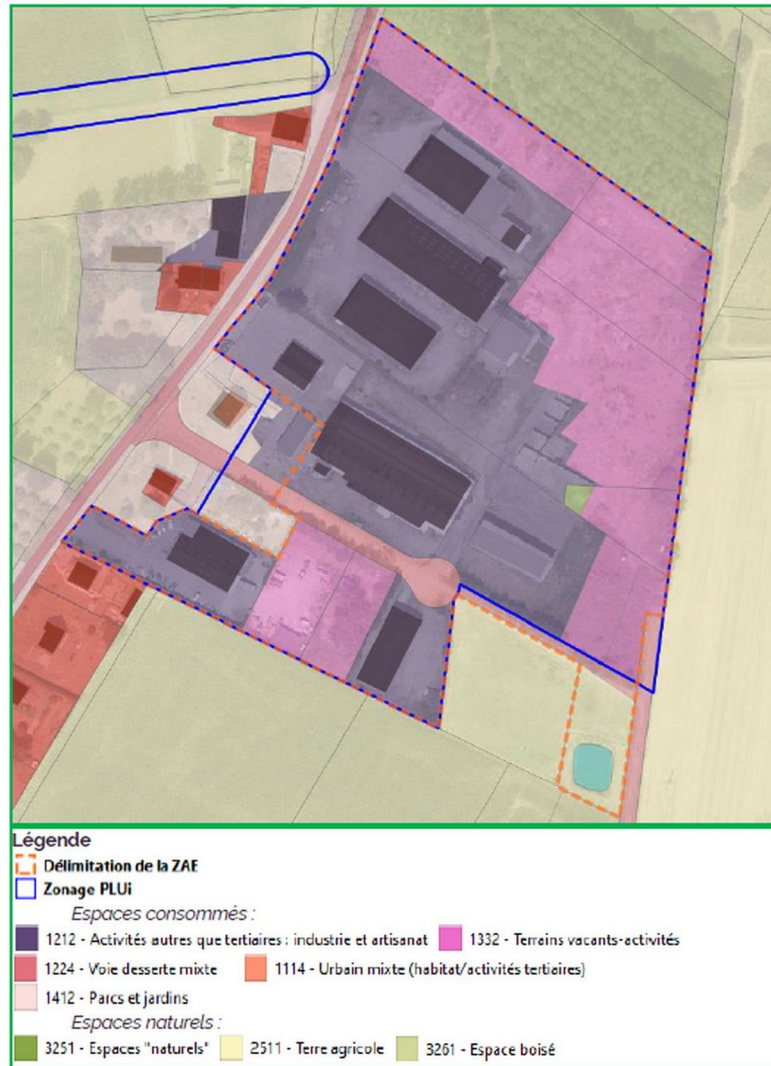 Légende
Délimitation de la ZAE
Zonage PLUi
Espaces consommés :
1212 - Activités autres que tertiaires : industrie et artisanat 1332 - Terrains vacants-activités
1224 - Voie desserte mixte 1114 - Urbain mixte (habitat/activités tertiaires)
1412 - Parcs et jardins
Espaces naturels :
3251 - Espaces "naturels" 2511 - Terre agricole 3261 - Espace boisé